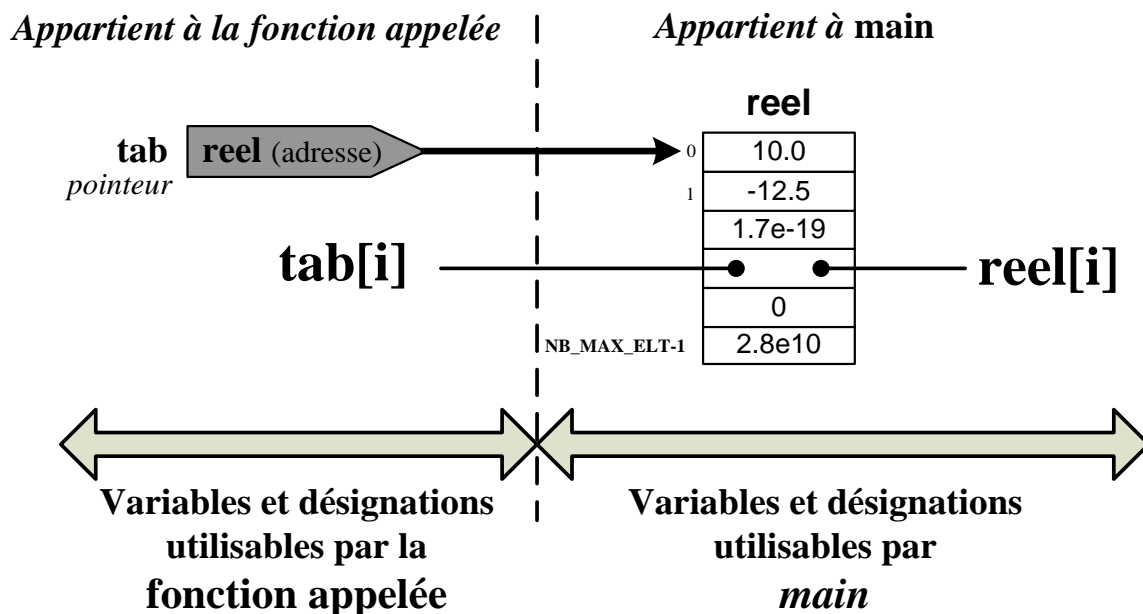 Appartient à la fonction appelée
Appartient à main
reel
tab
pointeur
reel (adresse)
0
10.0
1
-12.5
1.7e-19
tab[i]
reel[i]
0
NB_MAX_ELT-1
2.8e10
Variables et désignations
utilisables par la
fonction appelée
Variables et désignations
utilisables par
main